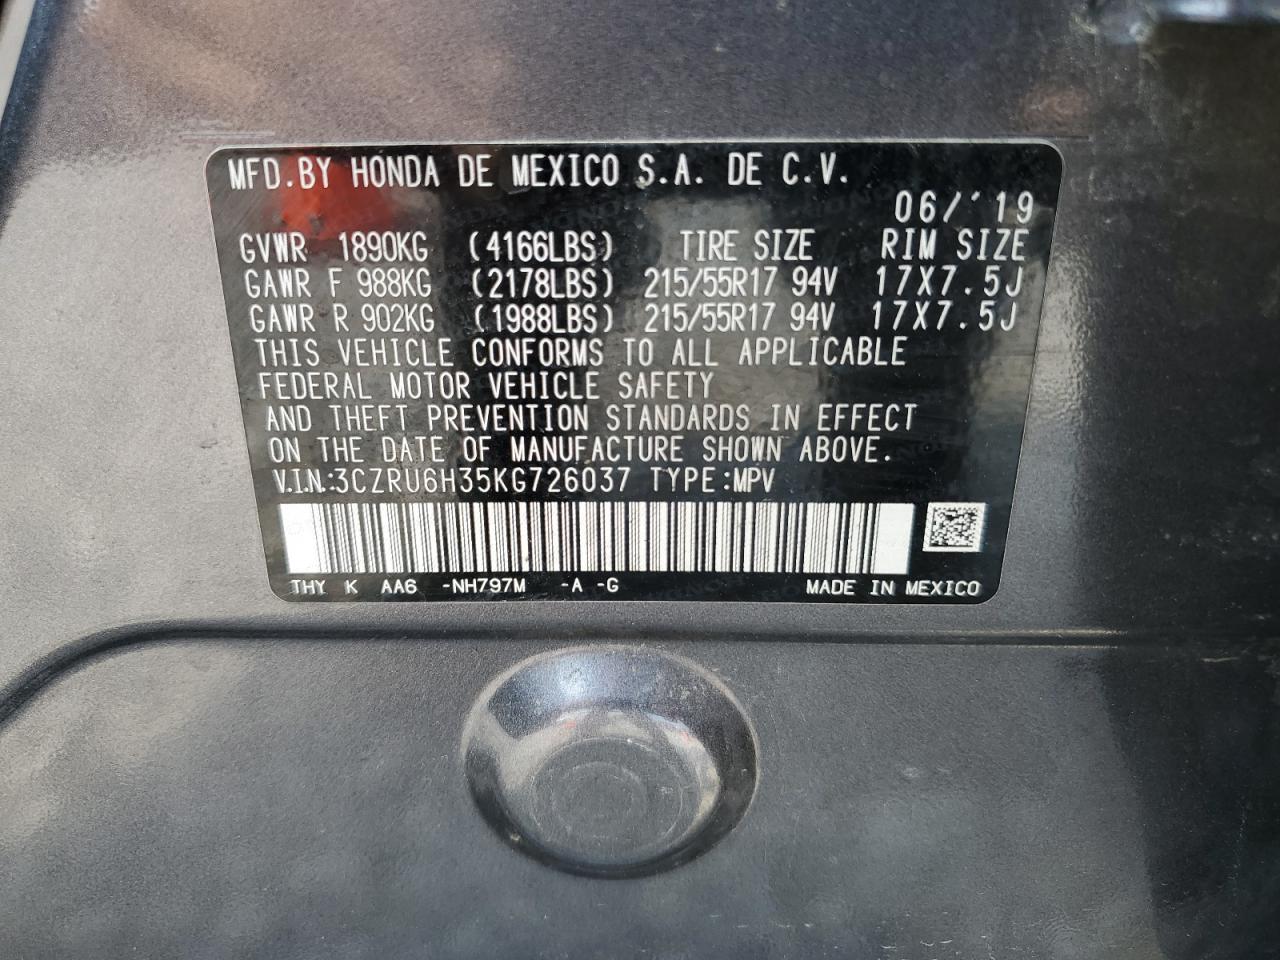 MFD.BY HONDA DE MEXICO S.A. DE C.V.
06/'19
GVWR 1890KG (4166LBS) TIRE SIZE RIM SIZE
GAWR F 988KG (2178LBS) 215/55R17 94V 17X7.5J
GAWR R 902KG (1988LBS) 215/55R17 94V 17X7.5J
THIS VEHICLE CONFORMS TO ALL APPLICABLE
FEDERAL MOTOR VEHICLE SAFETY
AND THEFT PREVENTION STANDARDS IN EFFECT
ON THE DATE OF MANUFACTURE SHOWN ABOVE.
V.I.N.:3CZRU6H35KG726037 TYPE:MPV
THY K AA6 -NH797M -A -G MADE IN MEXICO